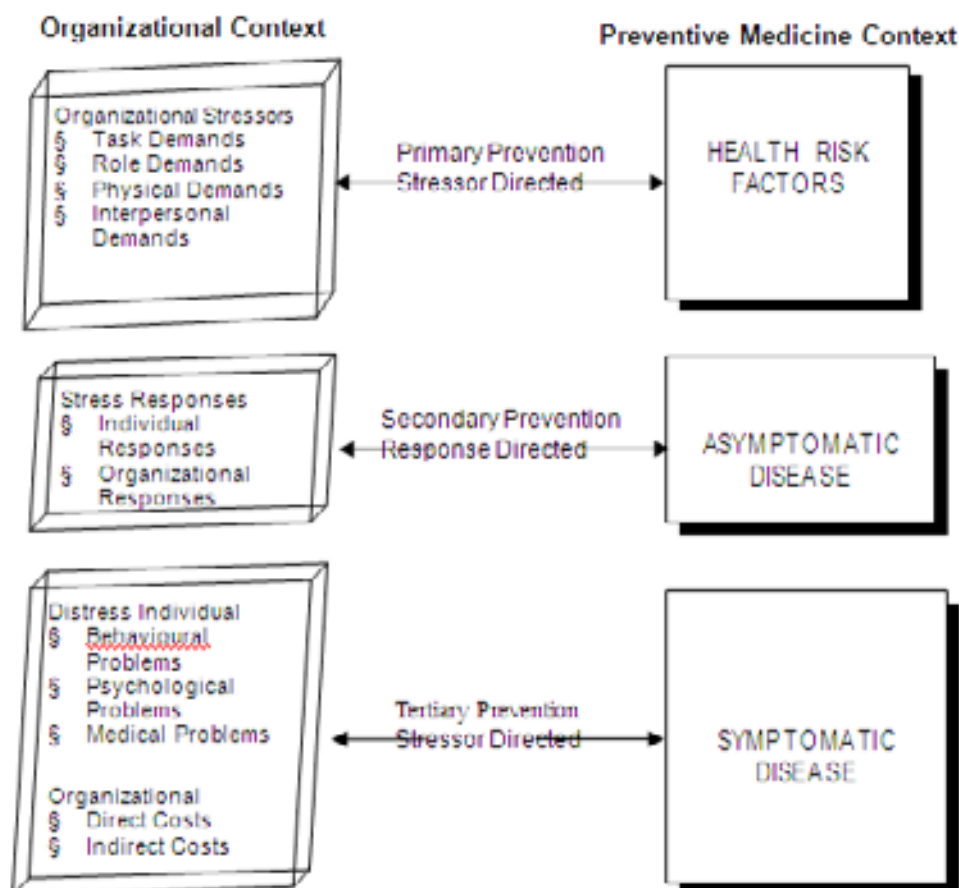 Organizational Context
Preventive Medicine Context
Organizational Stressors
§ Task Demands
§ Role Demands
§ Physical Demands
§ Interpersonal
Demands
Primary Prevention
Stressor Directed
HEALTH RISK
FACTORS
Stress Responses
§ Individual
Responses
§ Organizational
Responses
Secondary Prevention
Response Directed
ASYMPTOMATIC
DISEASE
Distress Individual
§ Behavioural
Problems
§ Psychological
Problems
§ Medical Problems
Organizational
§ Direct Costs
§ Indirect Costs
Tertiary Prevention
Stressor Directed
SYMPTOMATIC
DISEASE